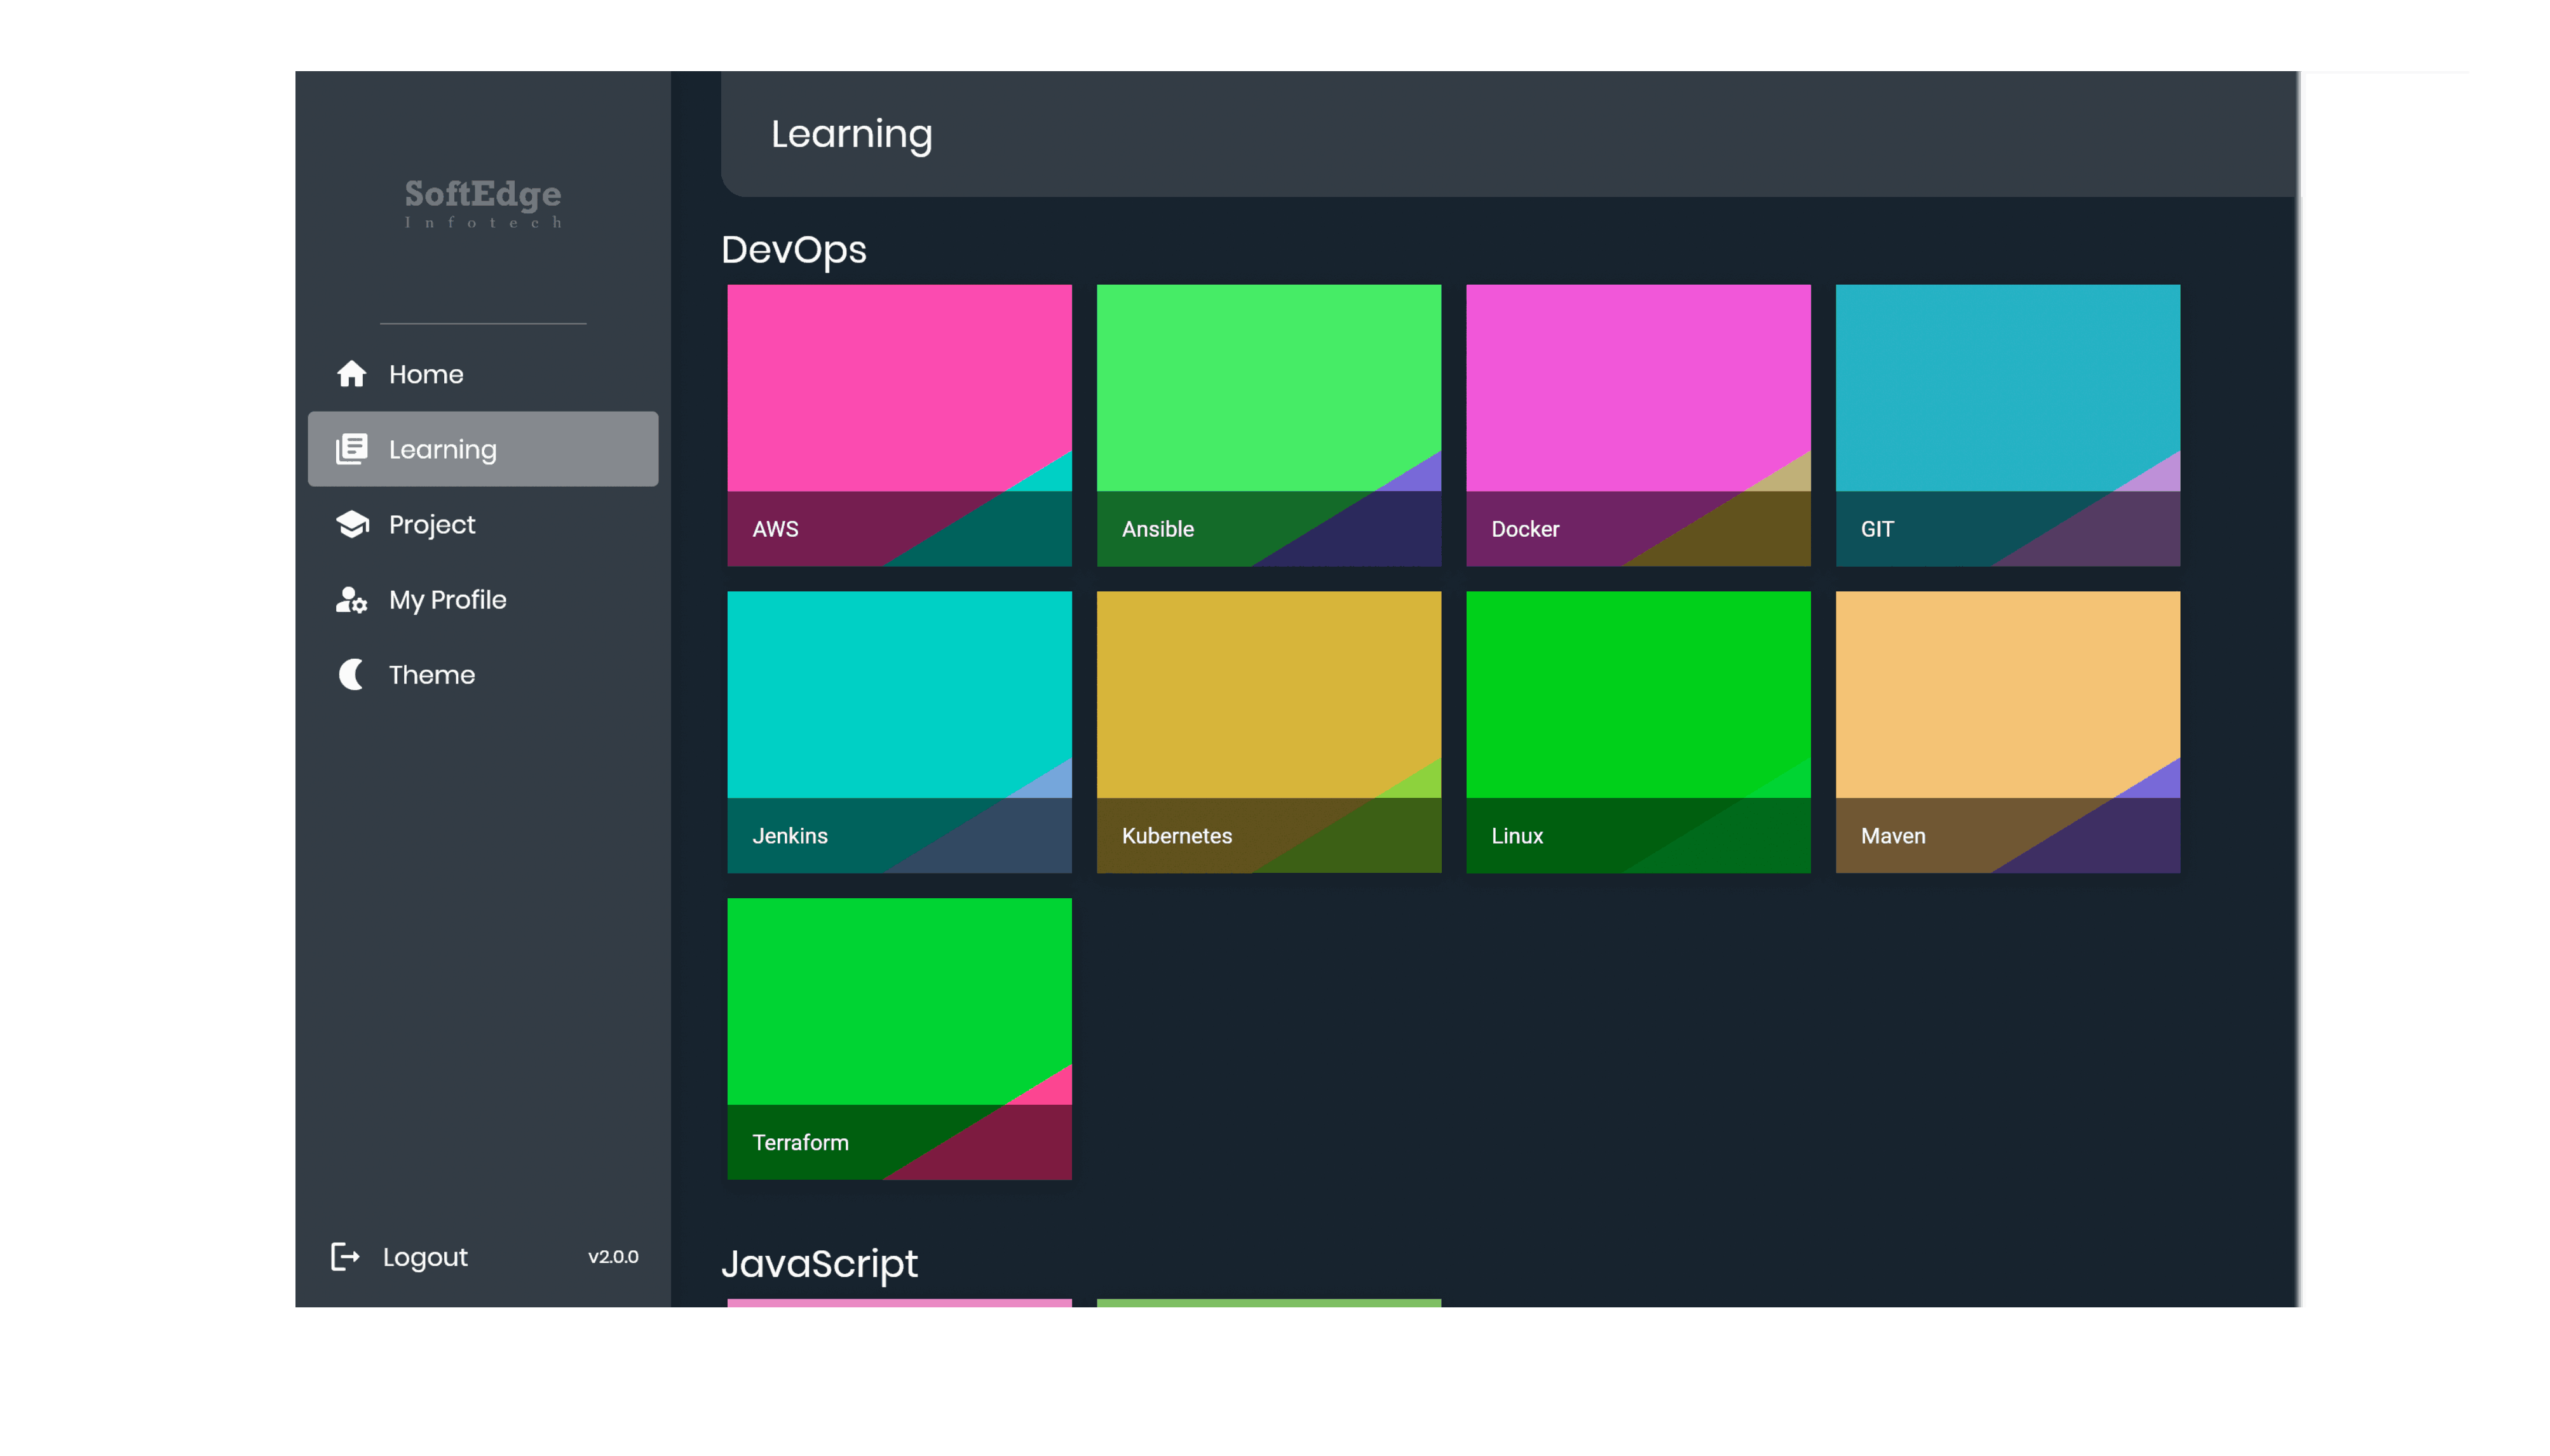 SoftEdge
Infotech
Home
Learning
Project
My Profile
Theme
Logout
v2.0.0
Learning
DevOps
AWS
Ansible
Docker
GIT
Jenkins
Kubernetes
Linux
Maven
Terraform
JavaScript